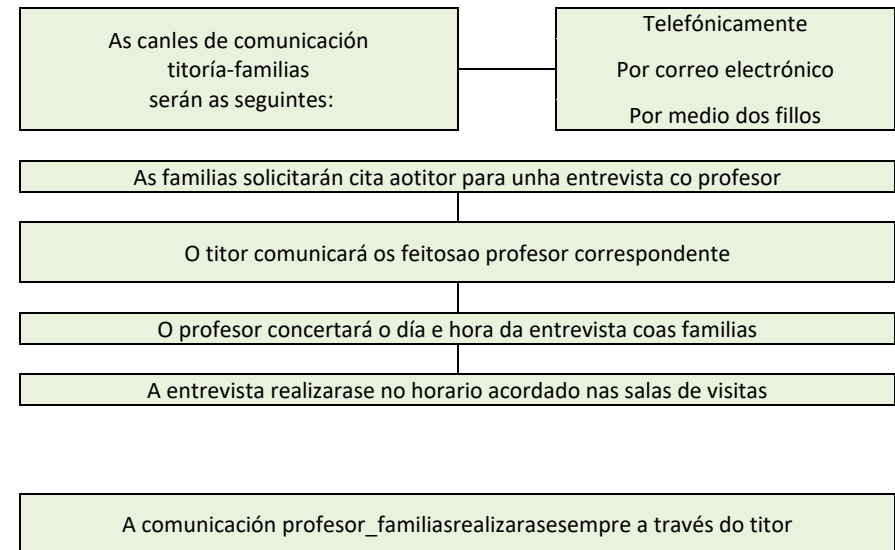 As canles de comunicación
titoría-familias
serán as seguintes:
Telefónicamente
Por correo electrónico
Por medio dos fillos
As familias solicitarán cita aotitor para unha entrevista co profesor
O titor comunicará os feitosao profesor correspondente
O profesor concertará o día e hora da entrevista coas familias
A entrevista realizarase no horario acordado nas salas de visitas
A comunicación profesor_familiasrealizarasesempre a través do titor